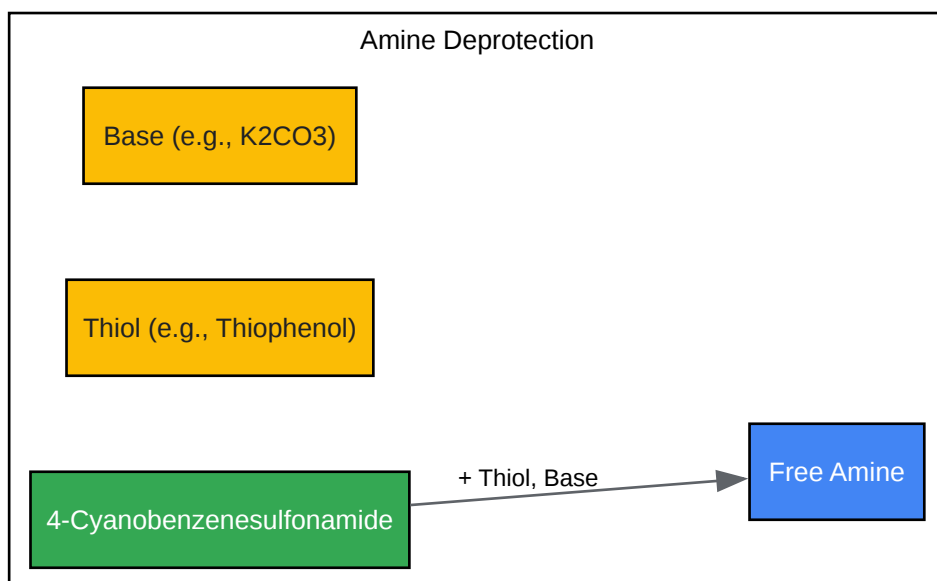 Amine Deprotection
Base (e.g., K2CO3)
Thiol (e.g., Thiophenol)
4-Cyanobenzenesulfonamide
+ Thiol, Base
Free Amine